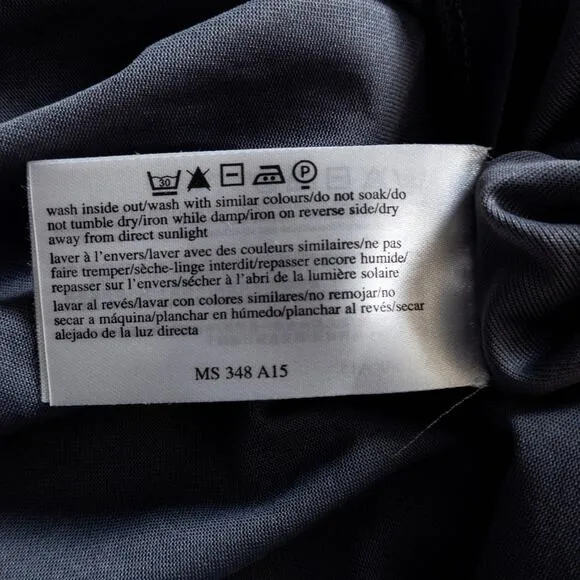 30 P
wash inside out/wash with similar colours/do not soak/do
not tumble dry/iron while damp/iron on reverse side/dry
away from direct sunlight
laver à l'envers/laver avec des couleurs similaires/ne pas
faire tremper/sèche-linge interdit/repasser encore humide/
repasser sur l'envers/sécher à l'abri de la lumière solaire
lavar al revés/lavar con colores similares/no remojar/no
secar a máquina/planchar en húmedo/planchar al revés/secar
alejado de la luz directa
MS 348 A15